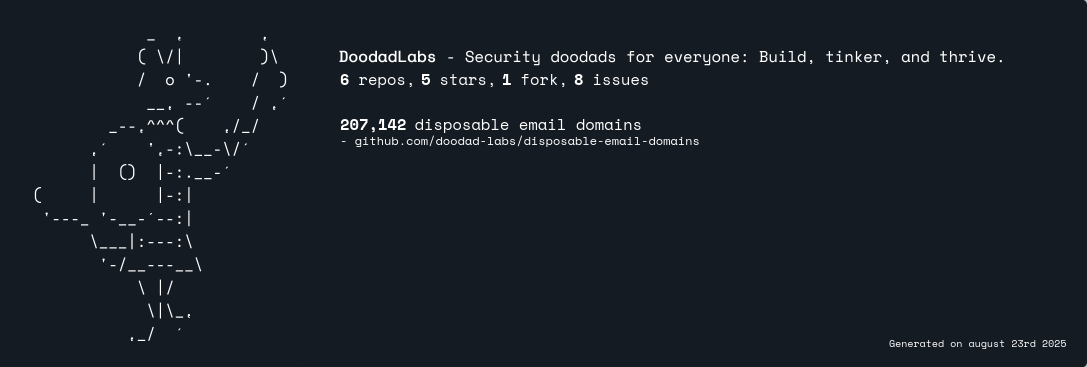 DoodadLabs - Security doodads for everyone: Build, tinker, and thrive.
6 repos, 5 stars, 1 fork, 8 issues
207,142 disposable email domains
- github.com/doodad-labs/disposable-email-domains
Generated on august 23rd 2025